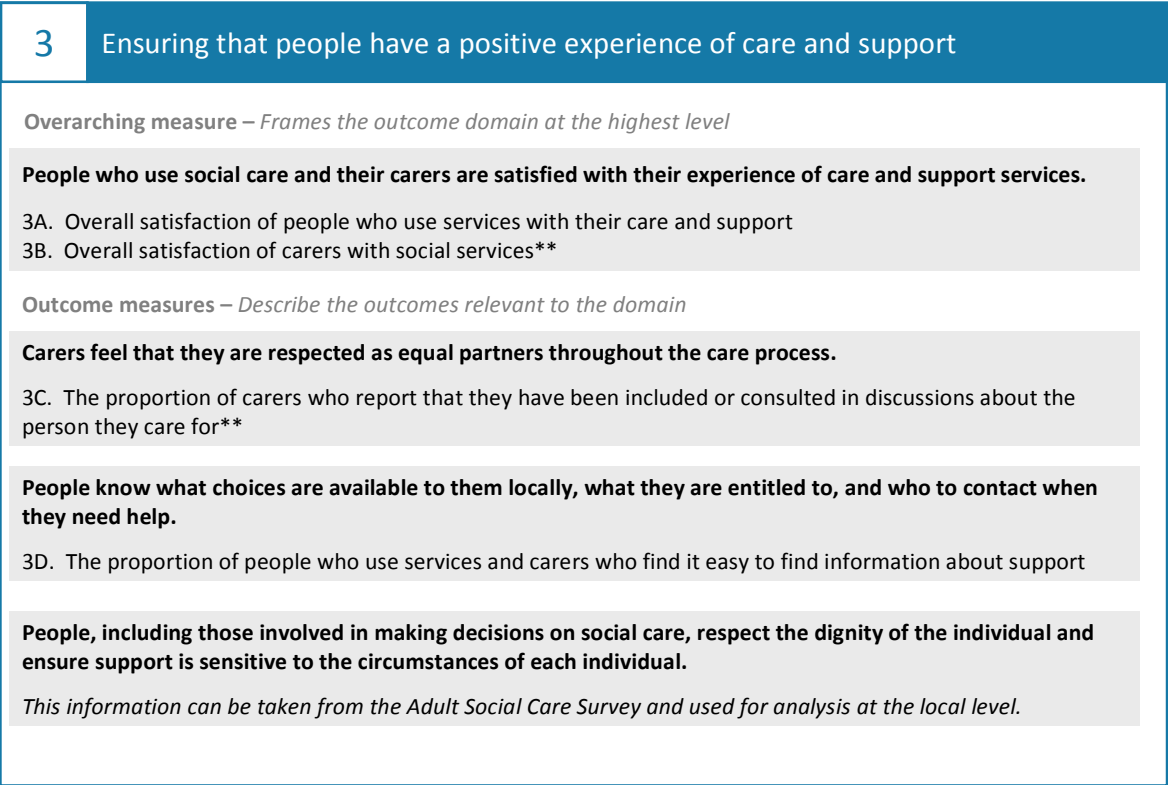 3
Ensuring that people have a positive experience of care and support
Overarching measure – Frames the outcome domain at the highest level
People who use social care and their carers are satisfied with their experience of care and support services.
3A. Overall satisfaction of people who use services with their care and support
3B. Overall satisfaction of carers with social services**
Outcome measures – Describe the outcomes relevant to the domain
Carers feel that they are respected as equal partners throughout the care process.
3C. The proportion of carers who report that they have been included or consulted in discussions about the
person they care for**
People know what choices are available to them locally, what they are entitled to, and who to contact when
they need help.
3D. The proportion of people who use services and carers who find it easy to find information about support
People, including those involved in making decisions on social care, respect the dignity of the individual and
ensure support is sensitive to the circumstances of each individual.
This information can be taken from the Adult Social Care Survey and used for analysis at the local level.